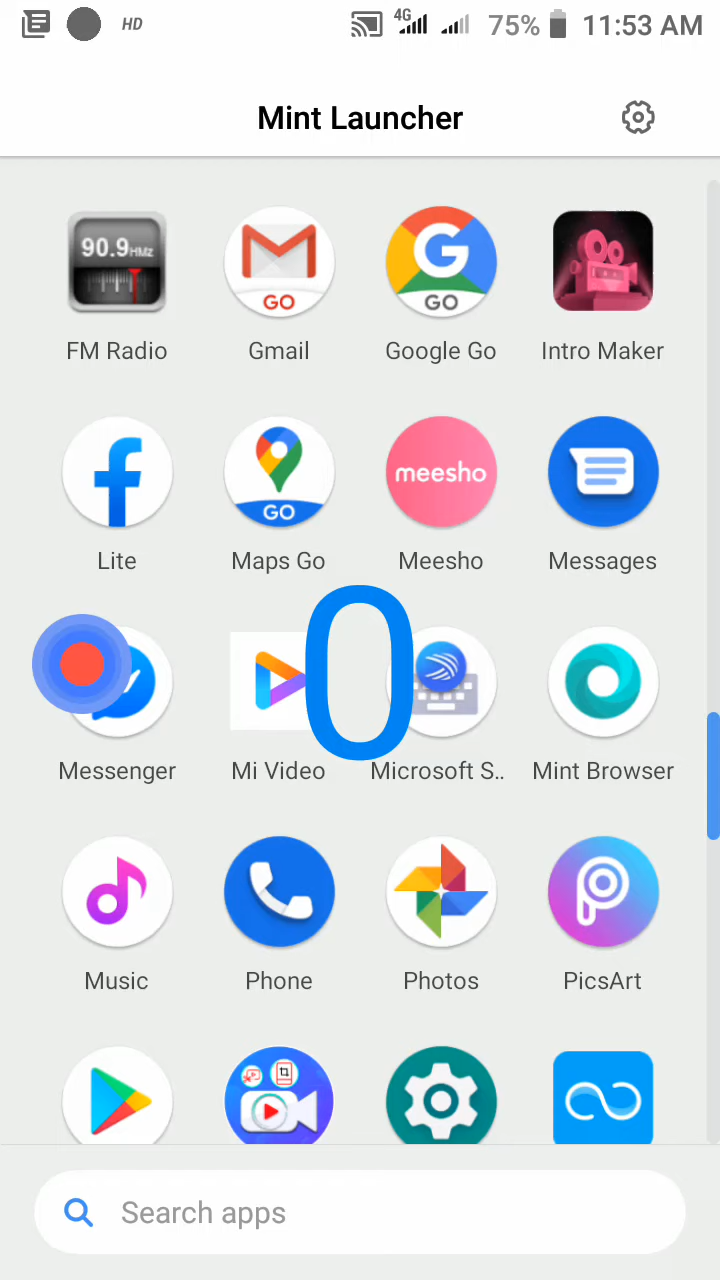 HD 4G 75% 11:53 AM
Mint Launcher
90.9HMz
GO GO
FM Radio Gmail Google Go Intro Maker
GO meesho
Lite Maps Go Meesho Messages
0
Messenger Mi Video Microsoft S.. Mint Browser
Music Phone Photos PicsArt
Search apps